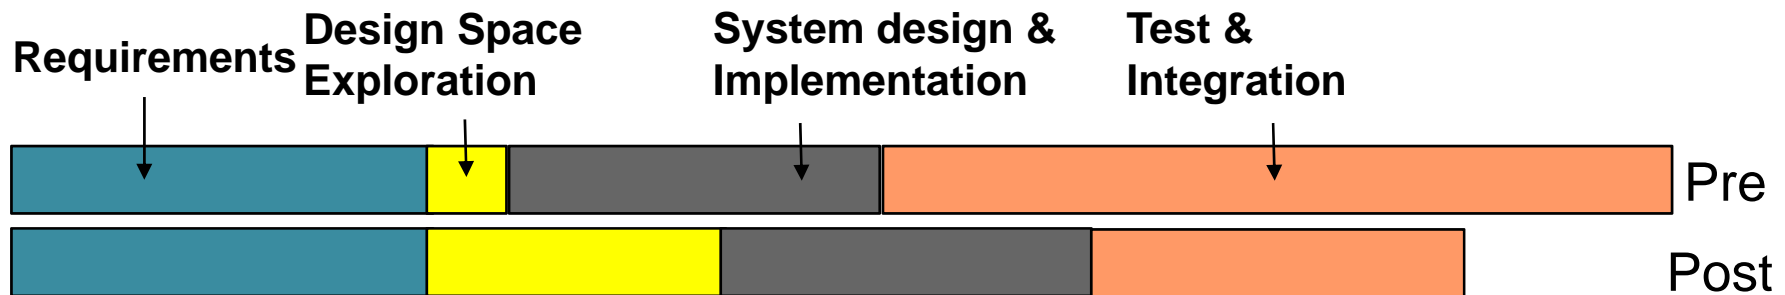 Requirements
Design Space
Exploration
System design &
Implementation
Test &
Integration
Pre
Post